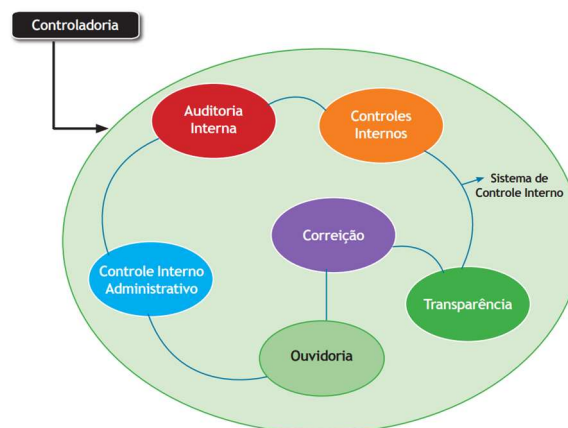 Controladoria
Auditoria
Interna
Controles
Internos
Sistema de
Controle Interno
Correição
Controle Interno
Administrativo
Transparência
Ouvidoria